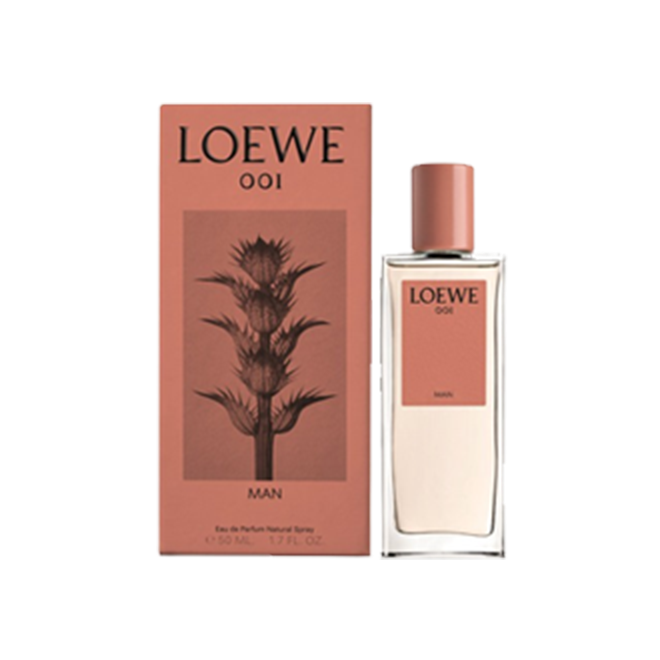 LOEWE
001
MAN
Eau de Parfum Natural Spray
℮ 50 ML. 1.7 FL. OZ.
LOEWE
001
MAN